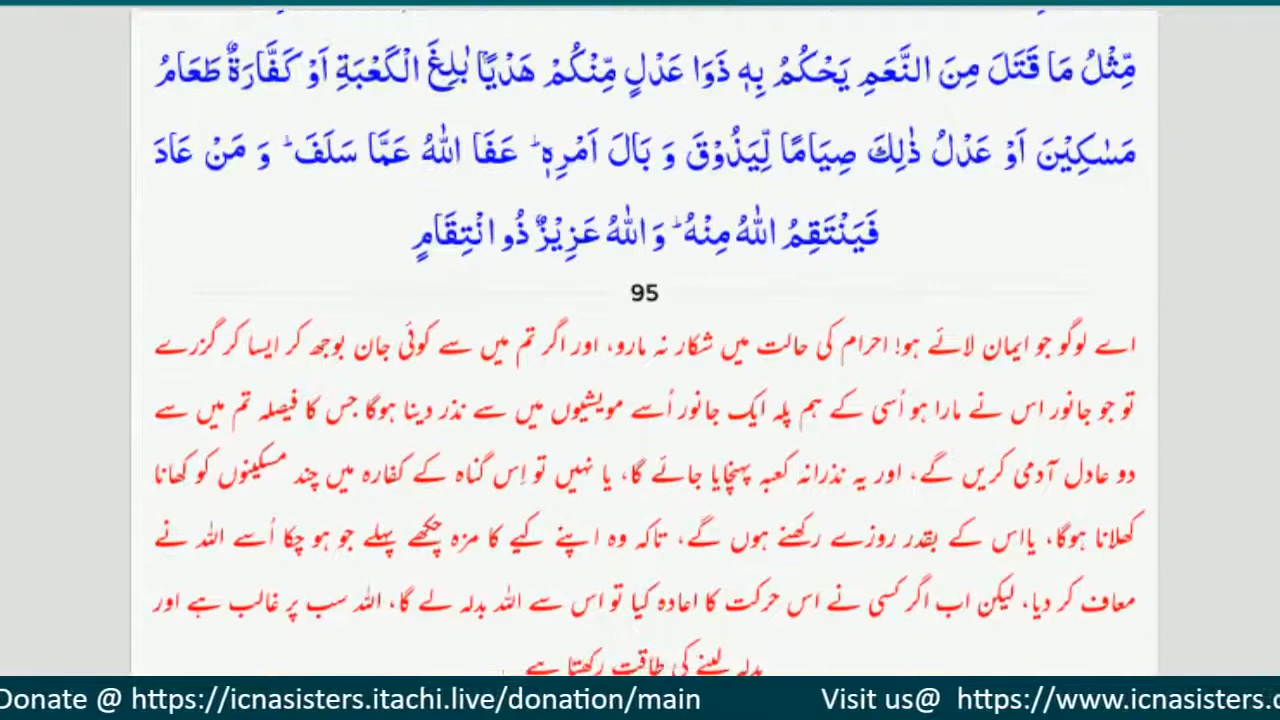 مِّثْلُ مَا قَتَلَ مِنَ النَّعَمِ يَحْكُمُ بِهٖ ذَوَا عَدْلٍ مِّنْكُمْ هَدْيًۢا بٰلِغَ الْكَعْبَةِ اَوْ كَفَّارَةٌ طَعَامُ
مَسٰكِيْنَ اَوْ عَدْلُ ذٰلِكَ صِيَامًا لِّيَذُوْقَ وَ بَالَ اَمْرِهٖ ؕ عَفَا اللّٰهُ عَمَّا سَلَفَ ؕ وَ مَنْ عَادَ
فَيَنْتَقِمُ اللّٰهُ مِنْهُ ؕ وَ اللّٰهُ عَزِيْزٌ ذُو انْتِقَامٍ
95
اے لوگو جو ایمان لائے ہو! احرام کی حالت میں شکار نہ مارو، اور اگر تم میں سے کوئی جان بوجھ کر ایسا کر گزرے
تو جو جانور اس نے مارا ہو اُسی کے ہم پلہ ایک جانور اُسے مویشیوں میں سے نذر دینا ہوگا جس کا فیصلہ تم میں سے
دو عادل آدمی کریں گے، اور یہ نذرانہ کعبہ پہنچایا جائے گا، یا نہیں تو اِس گناہ کے کفارہ میں چند مسکینوں کو کھانا
کھلانا ہوگا، یااس کے بقدر روزے رکھنے ہوں گے، تاکہ وہ اپنے کیے کا مزہ چکھے پہلے جو ہو چکا اُسے اللہ نے
معاف کر دیا، لیکن اب اگر کسی نے اس حرکت کا اعادہ کیا تو اس سے اللہ بدلہ لے گا، اللہ سب پر غالب ہے اور
بدلہ لینے کی طاقت رکھتا ہے
Donate @ https://icnasisters.itachi.live/donation/main Visit us@ https://www.icnasisters.